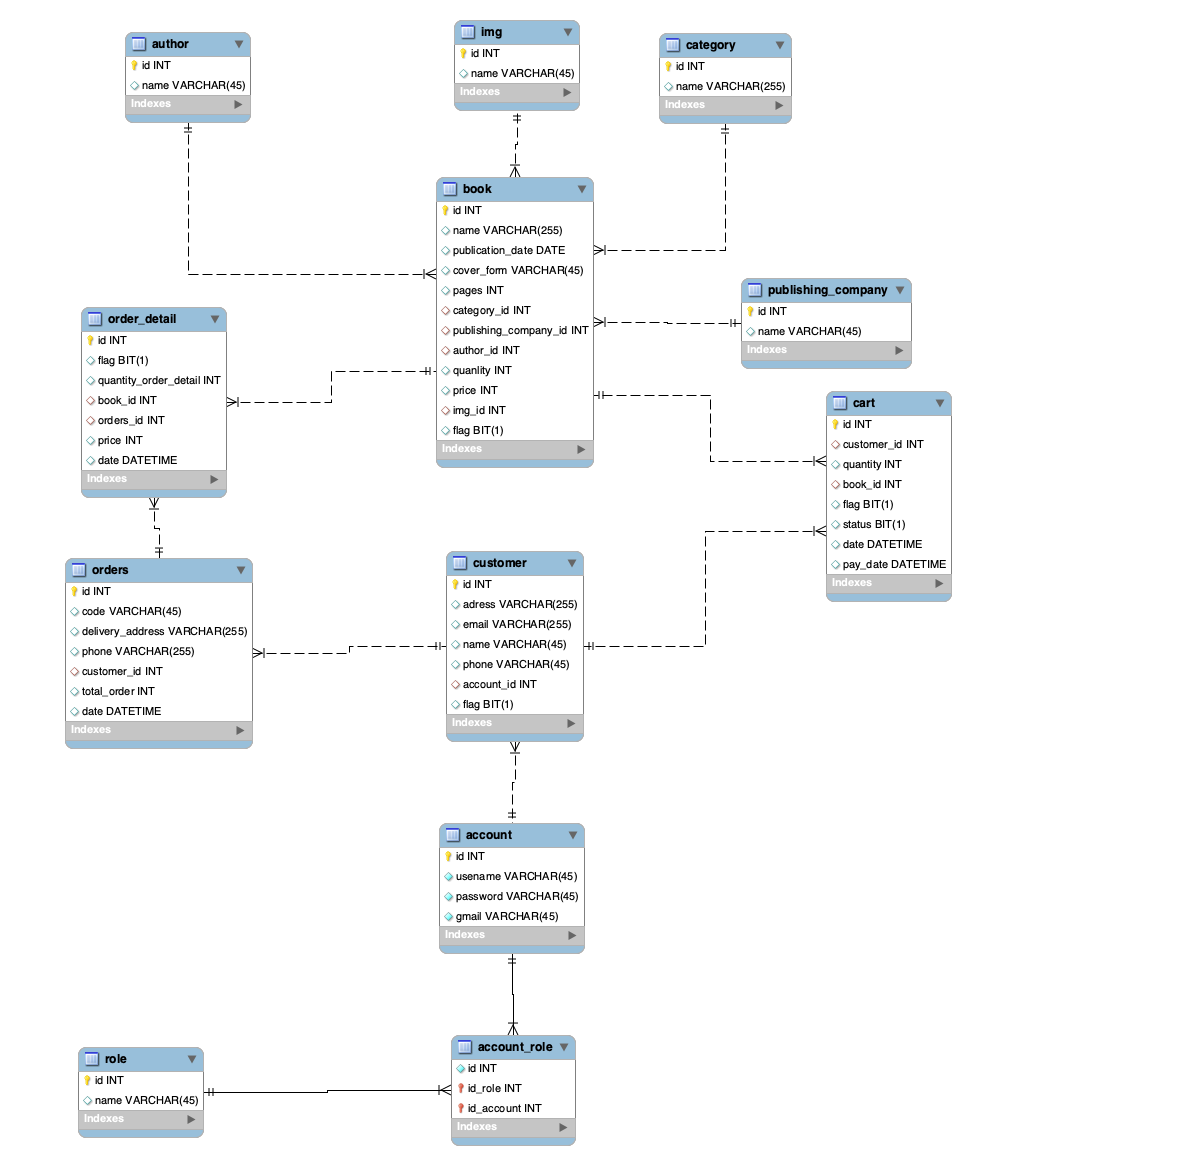 author
id INT
name VARCHAR(45)
Indexes
img
id INT
name VARCHAR(45)
Indexes
category
id INT
name VARCHAR(255)
Indexes
book
id INT
name VARCHAR(255)
publication_date DATE
cover_form VARCHAR(45)
pages INT
category_id INT
publishing_company_id INT
author_id INT
quanlity INT
price INT
img_id INT
flag BIT(1)
Indexes
publishing_company
id INT
name VARCHAR(45)
Indexes
order_detail
id INT
flag BIT(1)
quantity_order_detail INT
book_id INT
orders_id INT
price INT
date DATETIME
Indexes
cart
id INT
customer_id INT
quantity INT
book_id INT
flag BIT(1)
status BIT(1)
date DATETIME
pay_date DATETIME
Indexes
orders
id INT
code VARCHAR(45)
delivery_address VARCHAR(255)
phone VARCHAR(255)
customer_id INT
total_order INT
date DATETIME
Indexes
customer
id INT
adress VARCHAR(255)
email VARCHAR(255)
name VARCHAR(45)
phone VARCHAR(45)
account_id INT
flag BIT(1)
Indexes
account
id INT
usename VARCHAR(45)
password VARCHAR(45)
gmail VARCHAR(45)
Indexes
role
id INT
name VARCHAR(45)
Indexes
account_role
id INT
id_role INT
id_account INT
Indexes